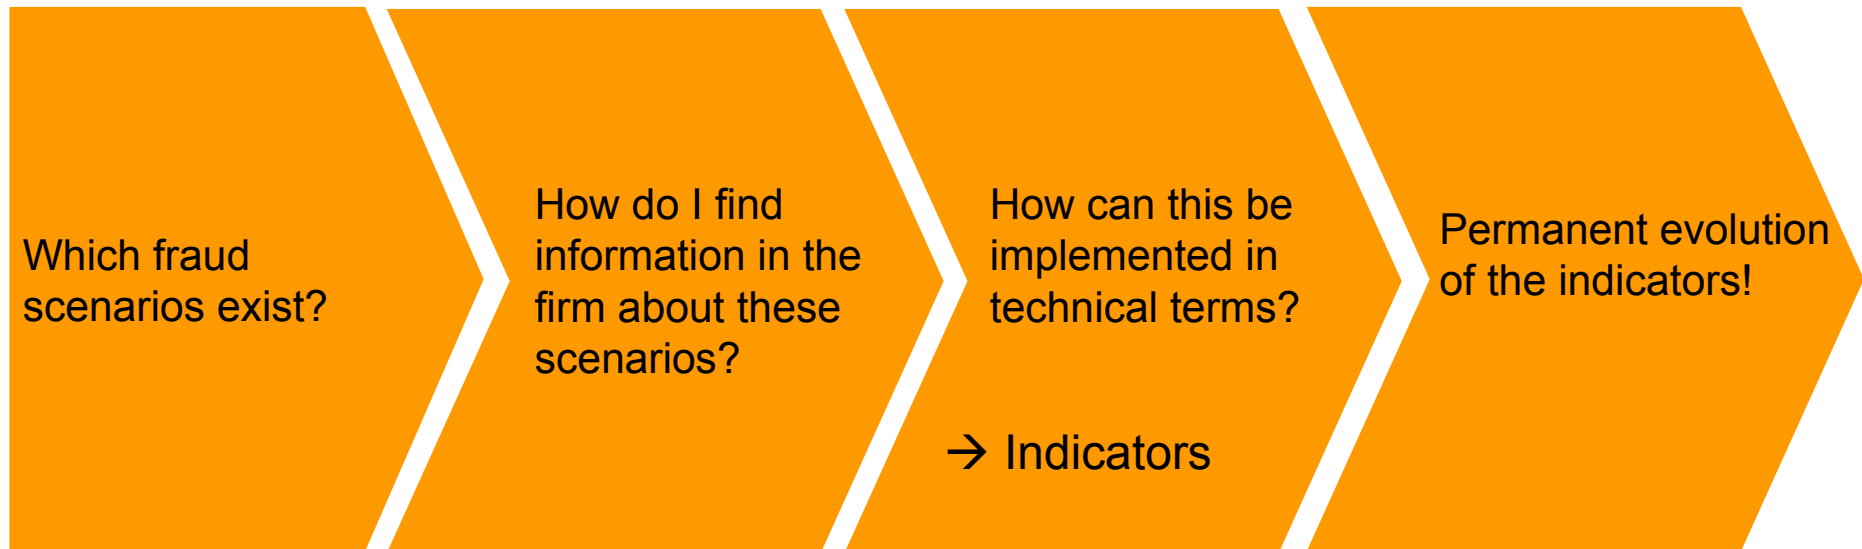 Which fraud
scenarios exist?
How do I find
information in the
firm about these
scenarios?
How can this be
implemented in
technical terms?
→ Indicators
Permanent evolution
of the indicators!